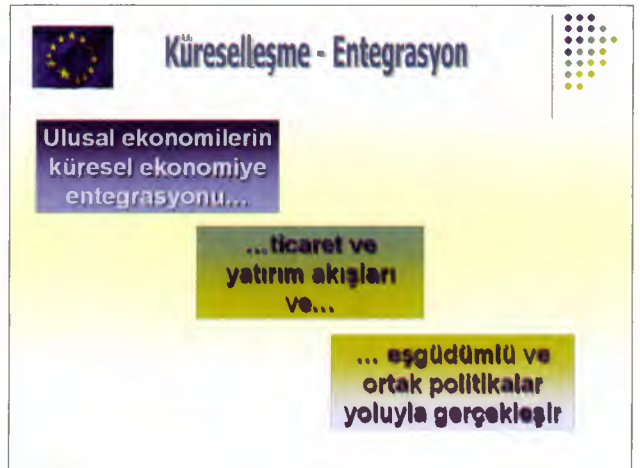 Küreselleşme - Entegrasyon
Ulusal ekonomilerin
küresel ekonomiye
entegrasyonu...
...ticaret ve
yatırım akışları
ve...
... eşgüdümlü ve
ortak politikalar
yoluyla gerçekleşir